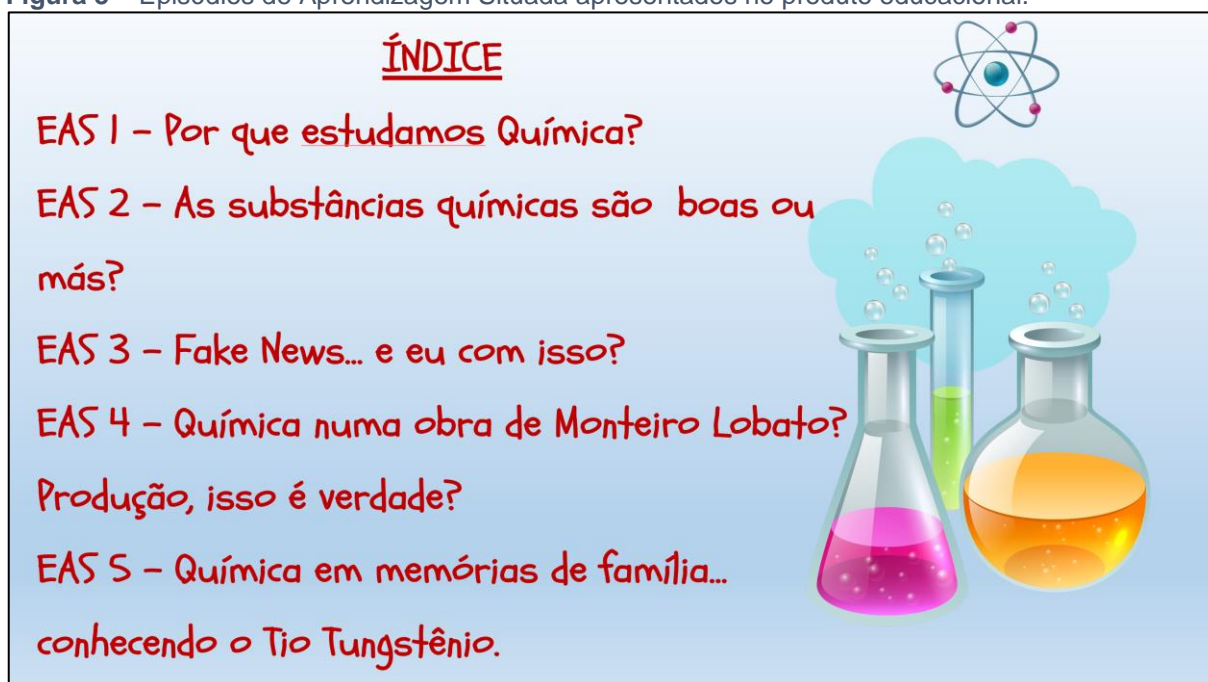 ÍNDICE
EAS 1 – Por que estudamos Química?
EAS 2 – As substâncias químicas são boas ou
más?
EAS 3 – Fake News... e eu com isso?
EAS 4 – Química numa obra de Monteiro Lobato?
Produção, isso é verdade?
EAS 5 – Química em memórias de família...
conhecendo o Tio Tungstênio.